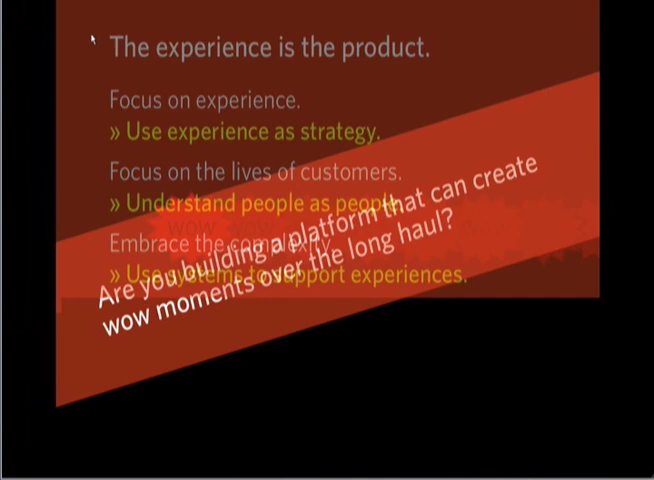 The experience is the product.
Focus on experience.
» Use experience as strategy.
Focus on the lives of customers.
» Understand people as people.
Embrace the complexity.
» Use systems to support experiences.
Are you building a platform that can create
wow moments over the long haul?
wow